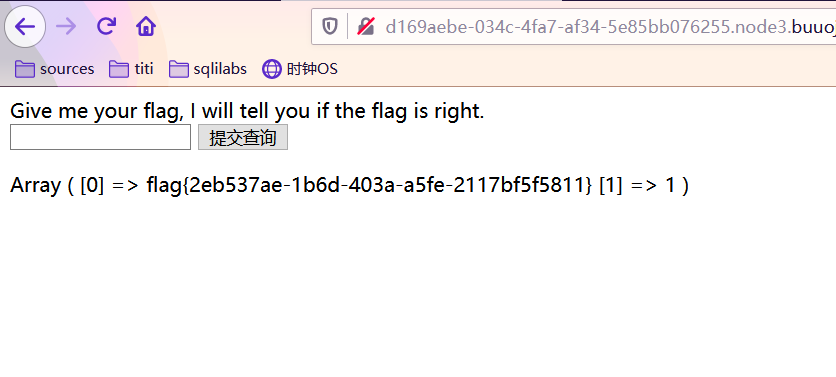 d169aebe-034c-4fa7-af34-5e85bb076255.node3.buuoj
sources titi sqlilabs 时钟OS
Give me your flag, I will tell you if the flag is right.
提交查询
Array ( [0] => flag{2eb537ae-1b6d-403a-a5fe-2117bf5f5811} [1] => 1 )